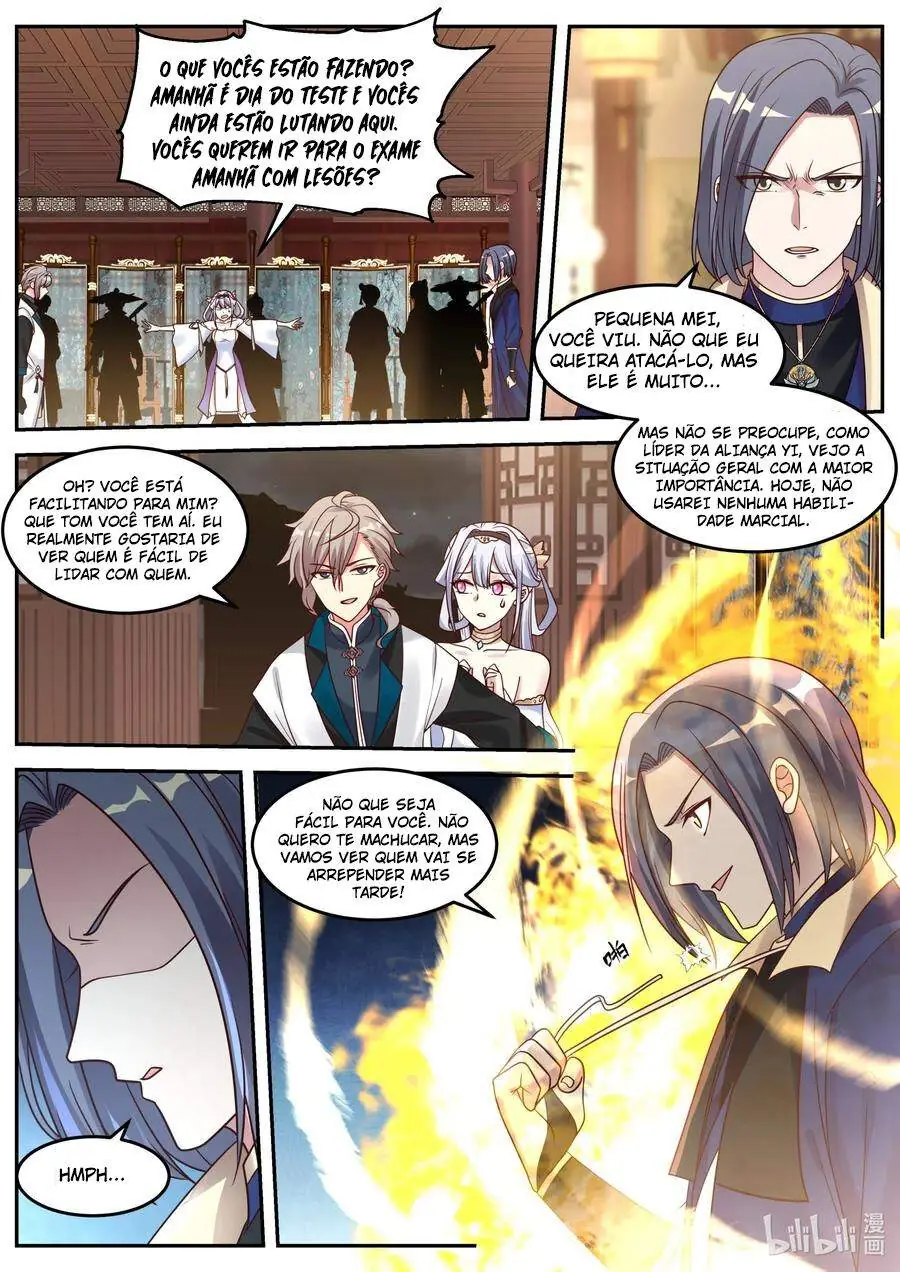 O QUE VOCÊS ESTÃO FAZENDO?
AMANHÃ É DIA DO TESTE E VOCÊS
AINDA ESTÃO LUTANDO AQUI.
VOCÊS QUEREM IR PARA O EXAME
AMANHÃ COM LESÕES?
PEQUENA MEI,
VOCÊ VIU. NÃO QUE EU
QUEIRA ATACÁ-LO, MAS
ELE É MUITO...
MAS NÃO SE PREOCUPE, COMO
LÍDER DA ALIANÇA YI, VEJO A
SITUAÇÃO GERAL COM A MAIOR
IMPORTÂNCIA. HOJE, NÃO
USAREI NENHUMA HABILI-
DADE MARCIAL.
OH? VOCÊ ESTÁ
FACILITANDO PARA MIM?
QUE TOM VOCÊ TEM AÍ. EU
REALMENTE GOSTARIA DE
VER QUEM É FÁCIL DE
LIDAR COM QUEM.
NÃO QUE SEJA
FÁCIL PARA VOCÊ. NÃO
QUERO TE MACHUCAR, MAS
VAMOS VER QUEM VAI SE
ARREPENDER MAIS
TARDE!
HMPH...
bilibili 漫画